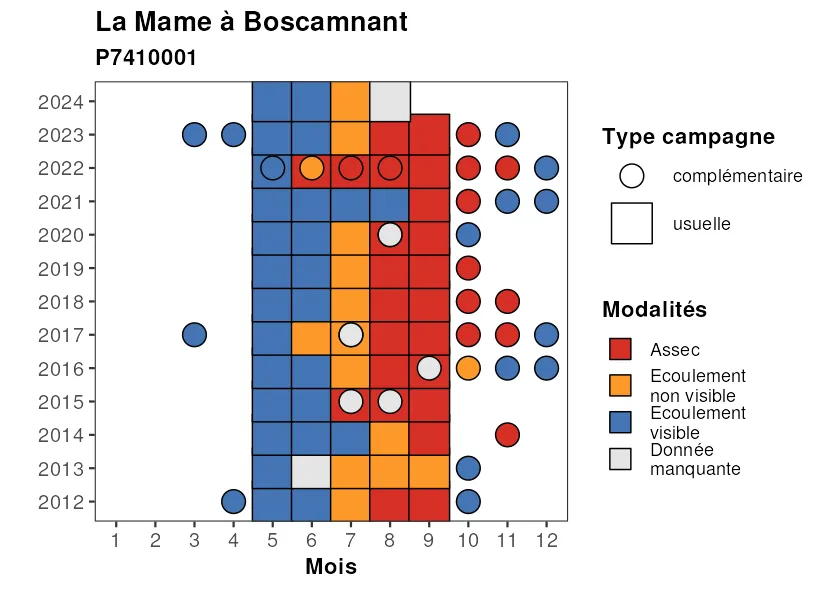 La Mame à Boscamnant
P7410001
2024
2023
2022
2021
2020
2019
2018
2017
2016
2015
2014
2013
2012
1 2 3 4 5 6 7 8 9 10 11 12
Mois
Type campagne
complémentaire
usuelle
Modalités
Assec
Ecoulement
non visible
Ecoulement
visible
Donnée
manquante